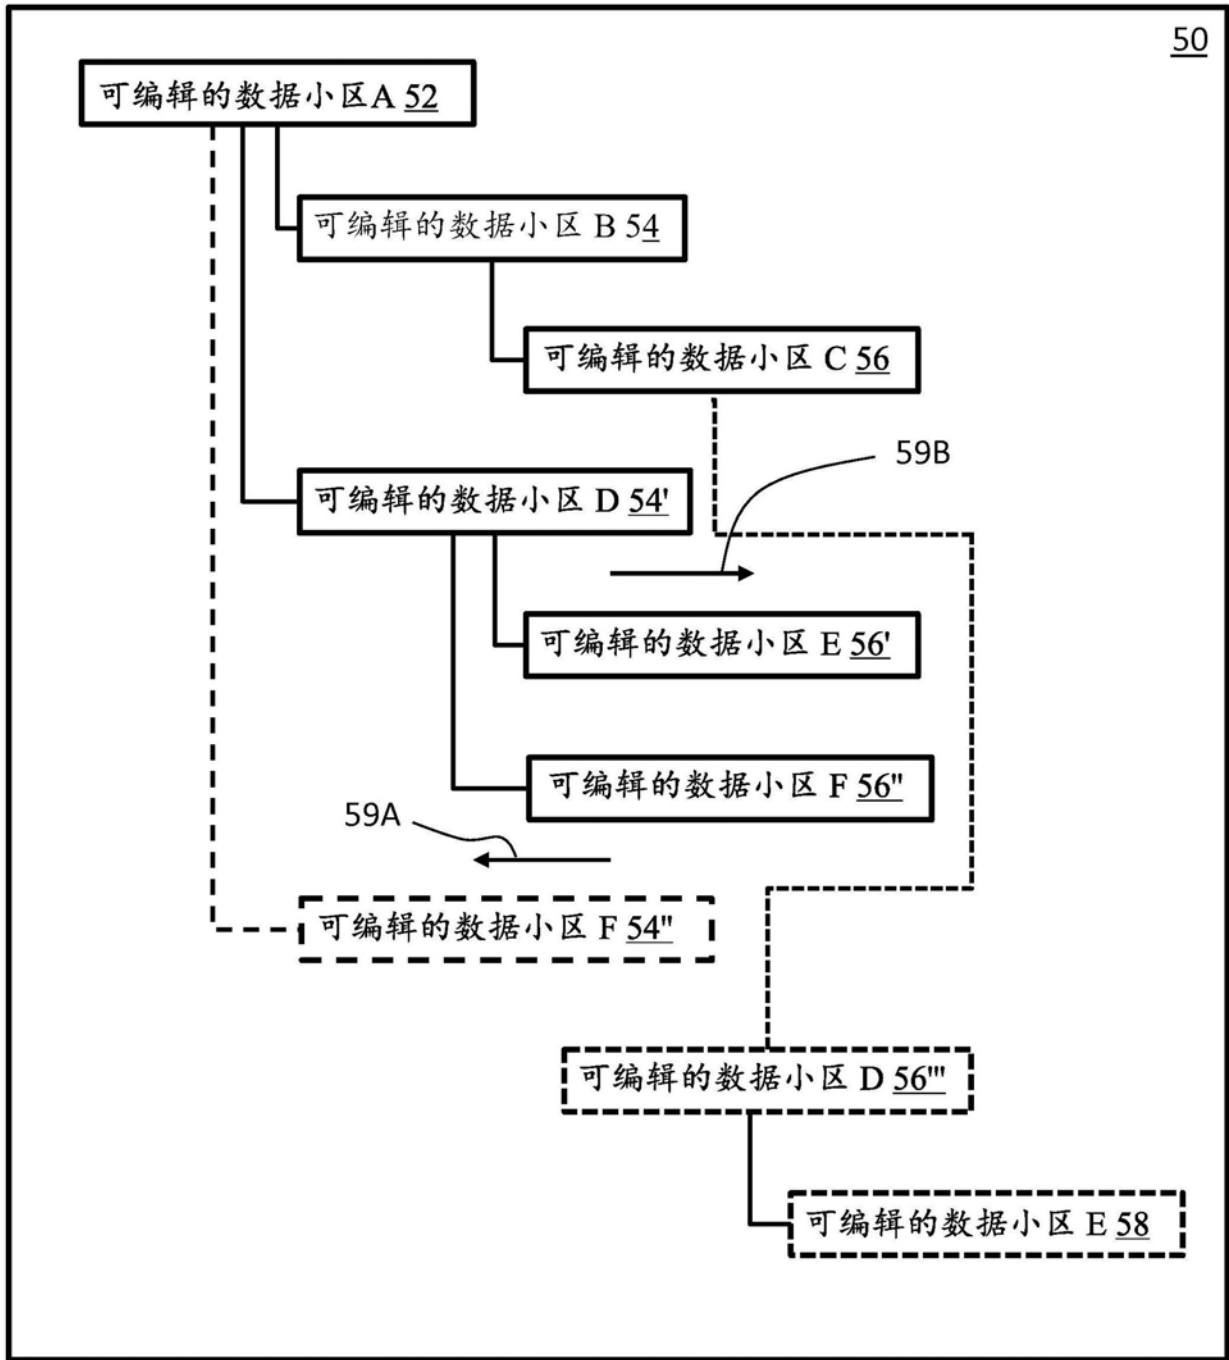 50
可编辑的数据小区A 52
可编辑的数据小区 B 54
可编辑的数据小区 C 56
59B
可编辑的数据小区 D 54'
可编辑的数据小区 E 56'
可编辑的数据小区 F 56"
59A
可编辑的数据小区 F 54"
可编辑的数据小区 D 56'''
可编辑的数据小区 E 58